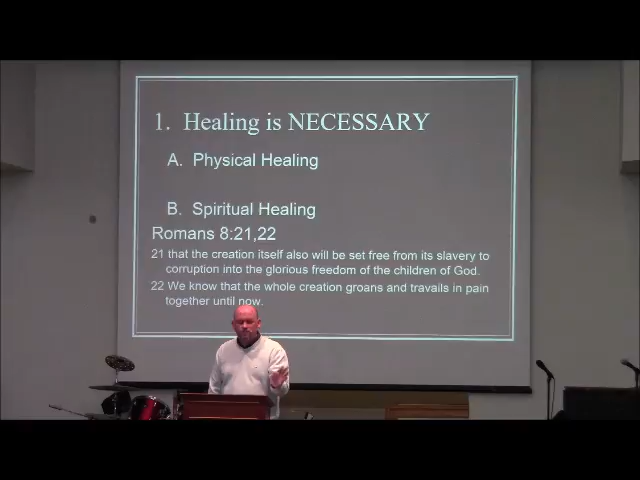 1. Healing is NECESSARY
A. Physical Healing
B. Spiritual Healing
Romans 8:21,22
21 that the creation itself also will be set free from its slavery to
corruption into the glorious freedom of the children of God.
22 We know that the whole creation groans and travails in pain
together until now.